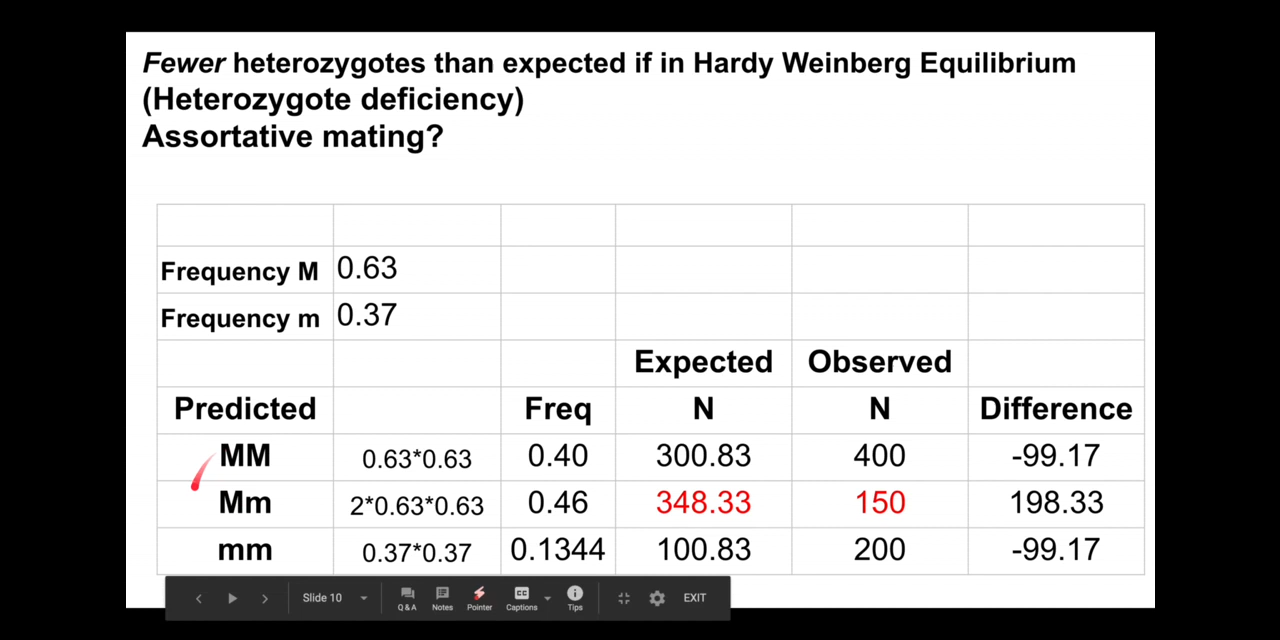 Fewer heterozygotes than expected if in Hardy Weinberg Equilibrium
(Heterozygote deficiency)
Assortative mating?
Frequency M 0.63
Frequency m 0.37
Expected Observed
Predicted Freq N N Difference
MM 0.63*0.63 0.40 300.83 400 -99.17
Mm 2*0.63*0.63 0.46 348.33 150 198.33
mm 0.37*0.37 0.1344 100.83 200 -99.17
Slide 10 Q&A Notes Pointer CC Captions Tips EXIT